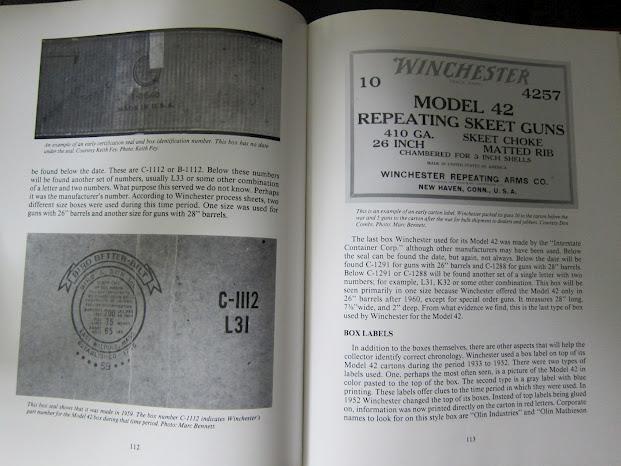 MADE IN U.S.A.
An example of an early certification seal and box identification number. This box has no date
under the seal. Courtesy Keith Fey. Photo: Keith Fey.
be found below the date. These are C-1112 or B-1112. Below these numbers
will be found another set of numbers, usually L33 or some other combination
of a letter and two numbers. What purpose this served we do not know. Perhaps
it was the manufacturer's number. According to Winchester process sheets, two
different size boxes were used during this time period. One size was used for
guns with 26" barrels and another size for guns with 28" barrels.
BIRD BETTER-BILT
200
75
65
ESTABLISHED
59
C-1112
L31
This box seal shows that it was made in 1959. The box number C-1112 indicates Winchester's
part number for the Model 42 box during that time period. Photo: Marc Bennett.
112
WINCHESTER
TRADE MARK
10
4257
MODEL 42
REPEATING SKEET GUNS
410 GA. SKEET CHOKE
26 INCH MATTED RIB
CHAMBERED FOR 3 INCH SHELLS
MADE IN UNITED STATES OF AMERICA
WINCHESTER REPEATING ARMS CO.
NEW HAVEN, CONN., U. S. A.
This is an example of an early carton label. Winchester packed its guns 10 to the carton before the
war and 5 guns to the carton after the war for bulk shipment to dealers and jobbers. Courtesy Don
Combs. Photo: Marc Bennett.
The last box Winchester used for its Model 42 was made by the "Interstate
Container Corp." although other manufacturers may have been used. Below
the seal can be found the date, but again, not always. Below the date will be
found C-1291 for guns with 26" barrels and C-1288 for guns with 28" barrels.
Below C-1291 or C-1288 will be found another set of a single letter with two
numbers; for example, L31, K32 or some other combination. This box will be
seen primarily in one size because Winchester offered the Model 42 only in
26" barrels after 1960, except for special order guns. It measures 28" long,
wide, and 2" deep. From what evidence we find, this is the last type of box
used by Winchester for the Model 42.
BOX LABELS
In addition to the boxes themselves, there are other aspects that will help the
collector identify correct chronology. Winchester used a box label on top of its
Model 42 cartons during the period 1933 to 1952. There were two types of
labels used. One, perhaps the most often seen, is a picture of the Model 42 in
color pasted to the top of the box. The second type is a gray label with blue
printing. These labels offer clues to the time period in which they were used. In
1952 Winchester changed the top of its boxes. Instead of top labels being glued
on, information was now printed directly on the carton in red letters. Corporate
names to look for on this style box are "Olin Industries" and "Olin Mathieson
113